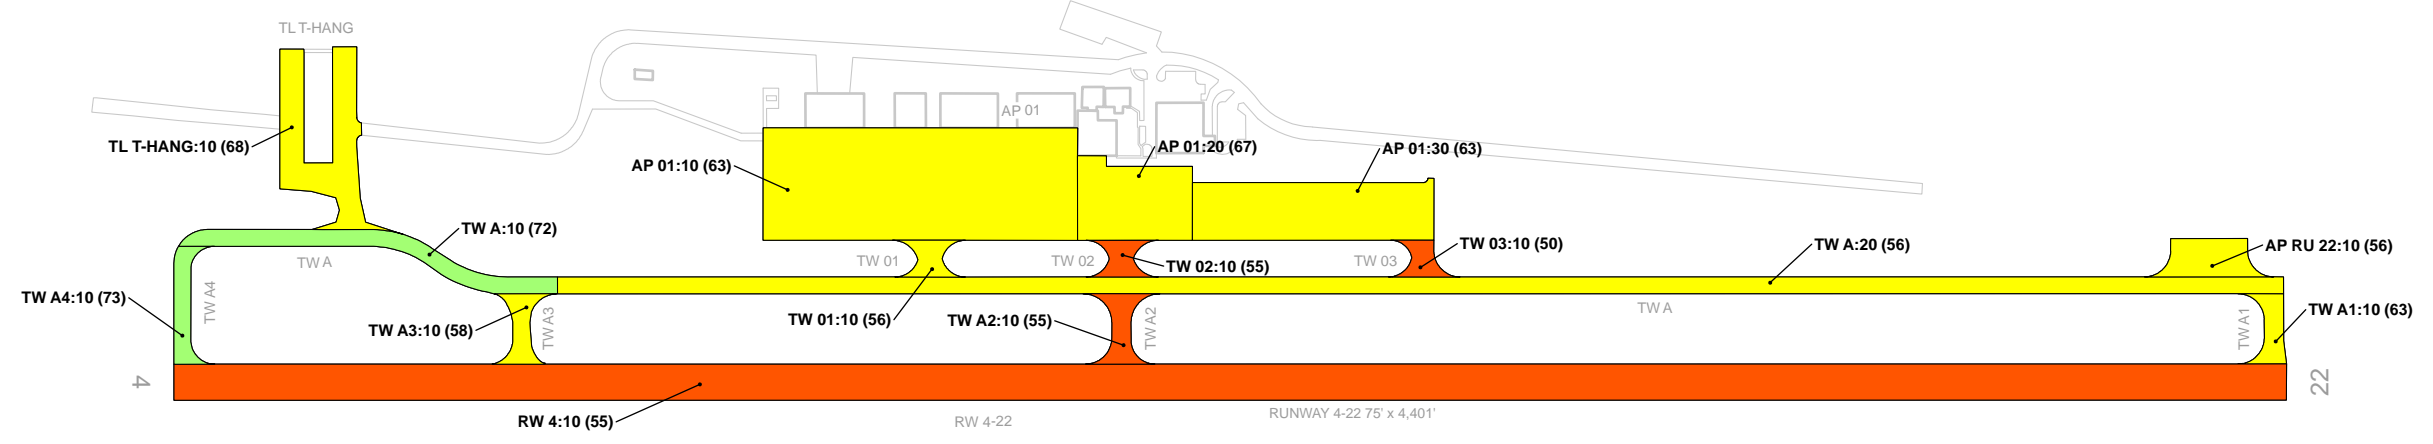 TL T-HANG
AP 01
TL T-HANG:10 (68)
AP 01:10 (63)
AP 01:20 (67)
AP 01:30 (63)
TW A:10 (72)
TW 03:10 (50)
TW A:20 (56)
AP RU 22:10 (56)
TW A
TW 01
TW 02
TW 03
TW 02:10 (55)
TW A4:10 (73)
TW A4
TW A3:10 (58)
TW A3
TW 01:10 (56)
TW A2:10 (55)
TW A2
TW A
TW A1
TW A1:10 (63)
4
22
RW 4:10 (55)
RW 4-22
RUNWAY 4-22 75' x 4,401'